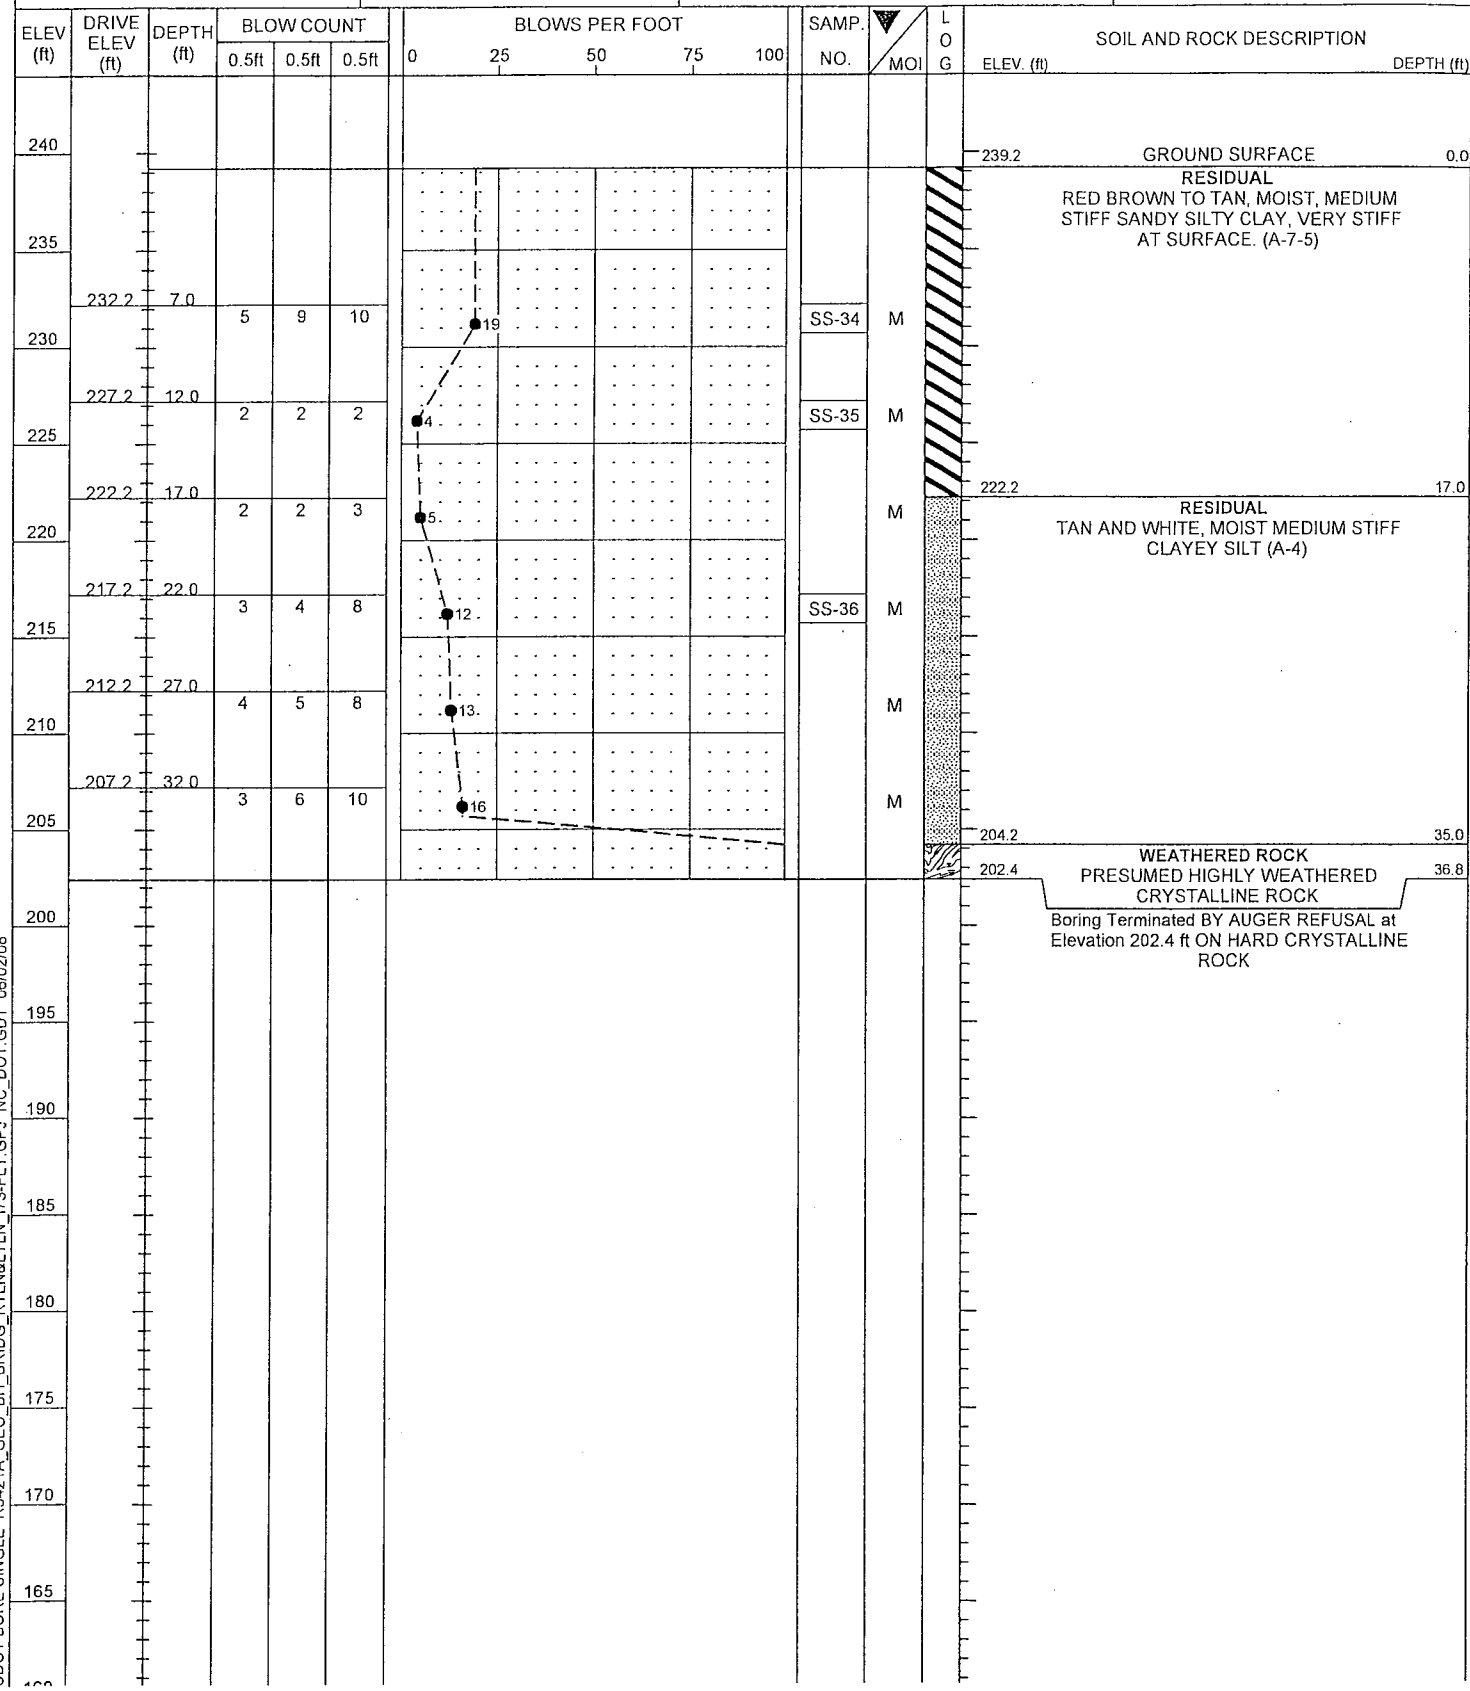 ELEV (ft) DRIVE ELEV (ft) DEPTH (ft) BLOW COUNT BLOWS PER FOOT SAMP. NO. MOI LOG SOIL AND ROCK DESCRIPTION
0.5ft 0.5ft 0.5ft 0 25 50 75 100 ELEV. (ft) DEPTH (ft)
240
239.2 GROUND SURFACE 0.0
RESIDUAL
RED BROWN TO TAN, MOIST, MEDIUM
STIFF SANDY SILTY CLAY, VERY STIFF
AT SURFACE. (A-7-5)
235
232.2 7.0
5 9 10 19 SS-34 M
230
227.2 12.0
2 2 2 4 SS-35 M
225
222.2 17.0
222.2 17.0
2 2 3 5 M
RESIDUAL
TAN AND WHITE, MOIST MEDIUM STIFF
CLAYEY SILT (A-4)
220
217.2 22.0
3 4 8 12 SS-36 M
215
212.2 27.0
4 5 8 13 M
210
207.2 32.0
3 6 10 16 M
205
204.2 35.0
WEATHERED ROCK
PRESUMED HIGHLY WEATHERED
CRYSTALLINE ROCK
202.4 36.8
Boring Terminated BY AUGER REFUSAL at
Elevation 202.4 ft ON HARD CRYSTALLINE
ROCK
200
195
190
185
180
175
170
165